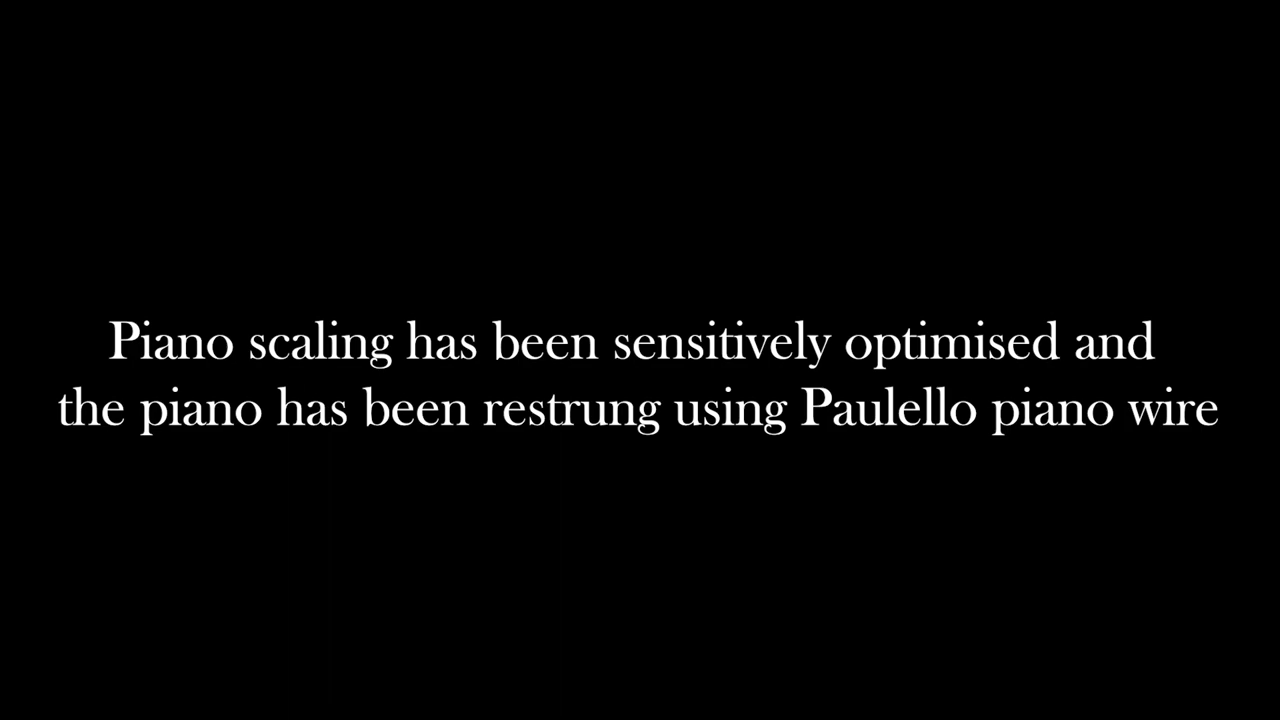 Piano scaling has been sensitively optimised and
the piano has been restrung using Paulello piano wire